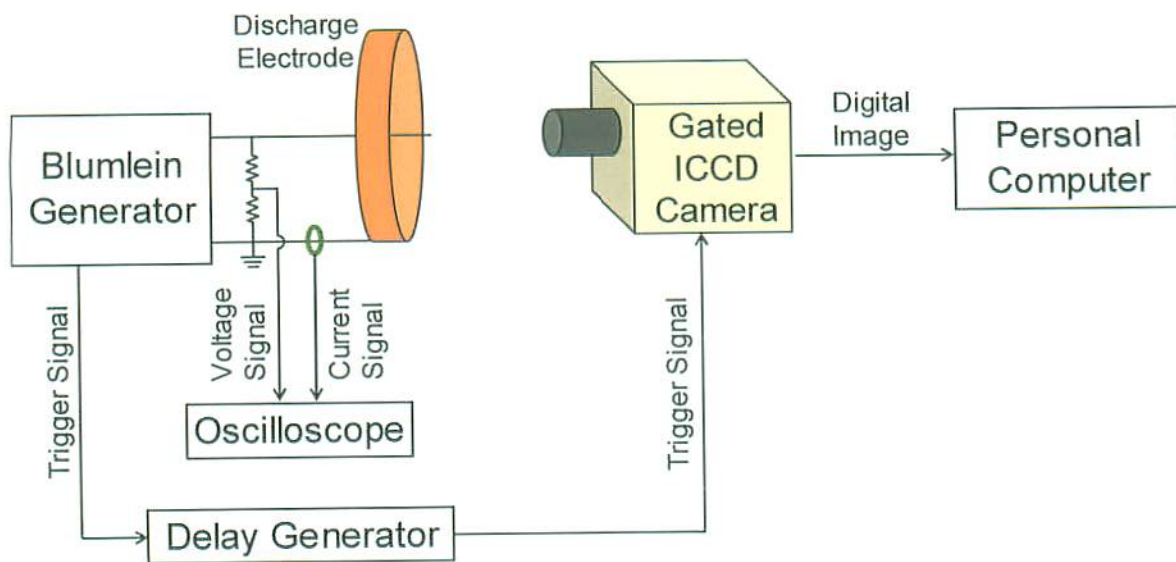 Discharge
Electrode
Blumlein
Generator
Gated
ICCD
Camera
Digital
Image
Personal
Computer
Trigger Signal
Voltage
Signal
Current
Signal
Oscilloscope
Trigger Signal
Delay Generator